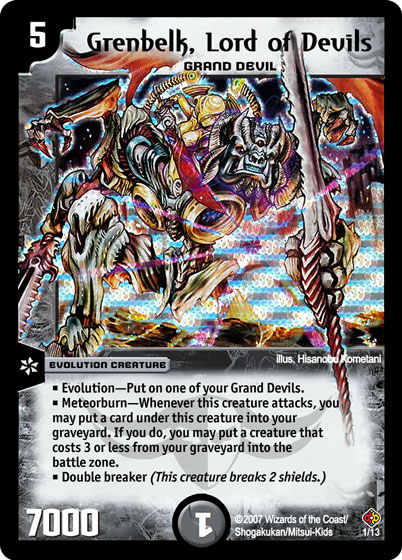 5
Grenbelk, Lord of Devils
GRAND DEVIL
illus. Hisanobu Kometani
EVOLUTION CREATURE
▪ Evolution—Put on one of your Grand Devils.
▪ Meteorburn—Whenever this creature attacks, you
may put a card under this creature into your
graveyard. If you do, you may put a creature that
costs 3 or less from your graveyard into the
battle zone.
▪ Double breaker (This creature breaks 2 shields.)
7000
1
©2007 Wizards of the Coast/
Shogakukan/Mitsui-Kids
1/13